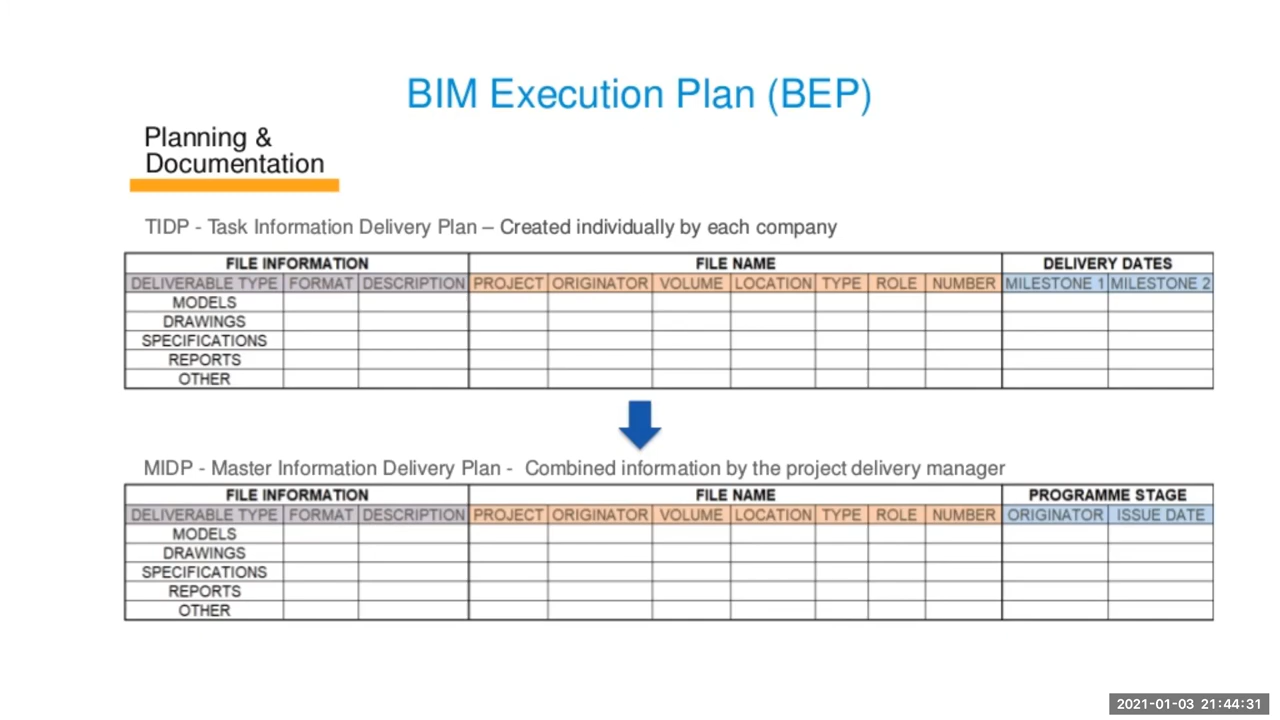 BIM Execution Plan (BEP)
Planning &
Documentation
TIDP - Task Information Delivery Plan – Created individually by each company
FILE INFORMATION FILE NAME DELIVERY DATES
DELIVERABLE TYPE FORMAT DESCRIPTION PROJECT ORIGINATOR VOLUME LOCATION TYPE ROLE NUMBER MILESTONE 1 MILESTONE 2
MODELS
DRAWINGS
SPECIFICATIONS
REPORTS
OTHER
MIDP - Master Information Delivery Plan - Combined information by the project delivery manager
FILE INFORMATION FILE NAME PROGRAMME STAGE
DELIVERABLE TYPE FORMAT DESCRIPTION PROJECT ORIGINATOR VOLUME LOCATION TYPE ROLE NUMBER ORIGINATOR ISSUE DATE
MODELS
DRAWINGS
SPECIFICATIONS
REPORTS
OTHER
2021-01-03 21:44:31